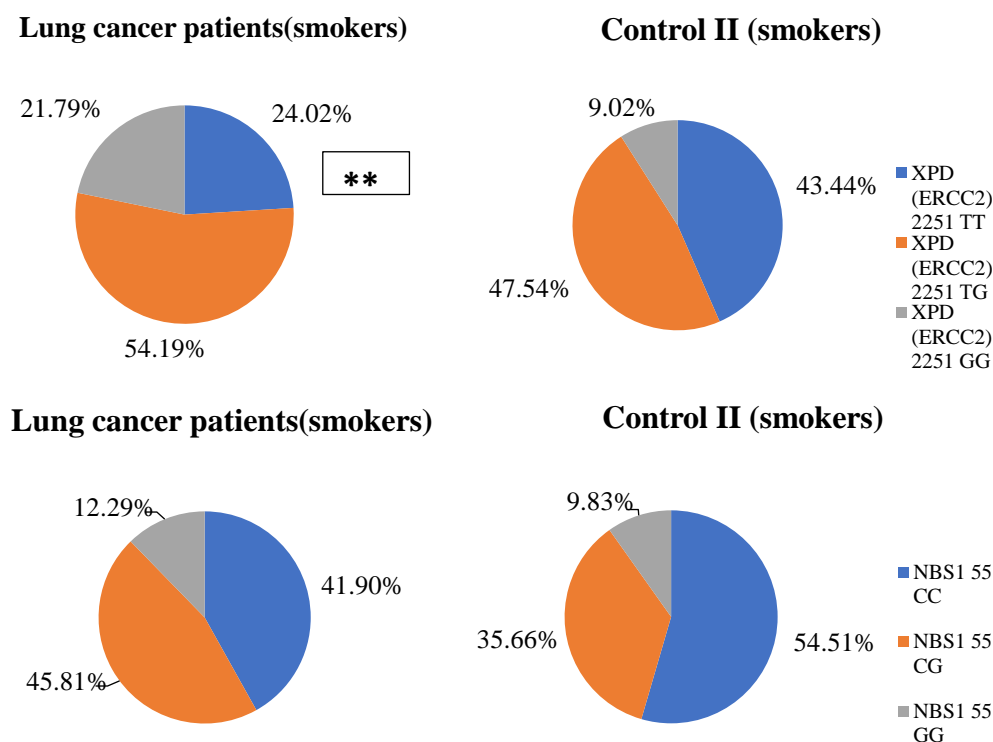 Lung cancer patients(smokers)
Control II (smokers)
21.79%
24.02%
**
54.19%
9.02%
43.44%
47.54%
XPD
(ERCC2)
2251 TT
XPD
(ERCC2)
2251 TG
XPD
(ERCC2)
2251 GG
Lung cancer patients(smokers)
Control II (smokers)
12.29%
41.90%
45.81%
9.83%
35.66%
54.51%
NBS1 55
CC
NBS1 55
CG
NBS1 55
GG